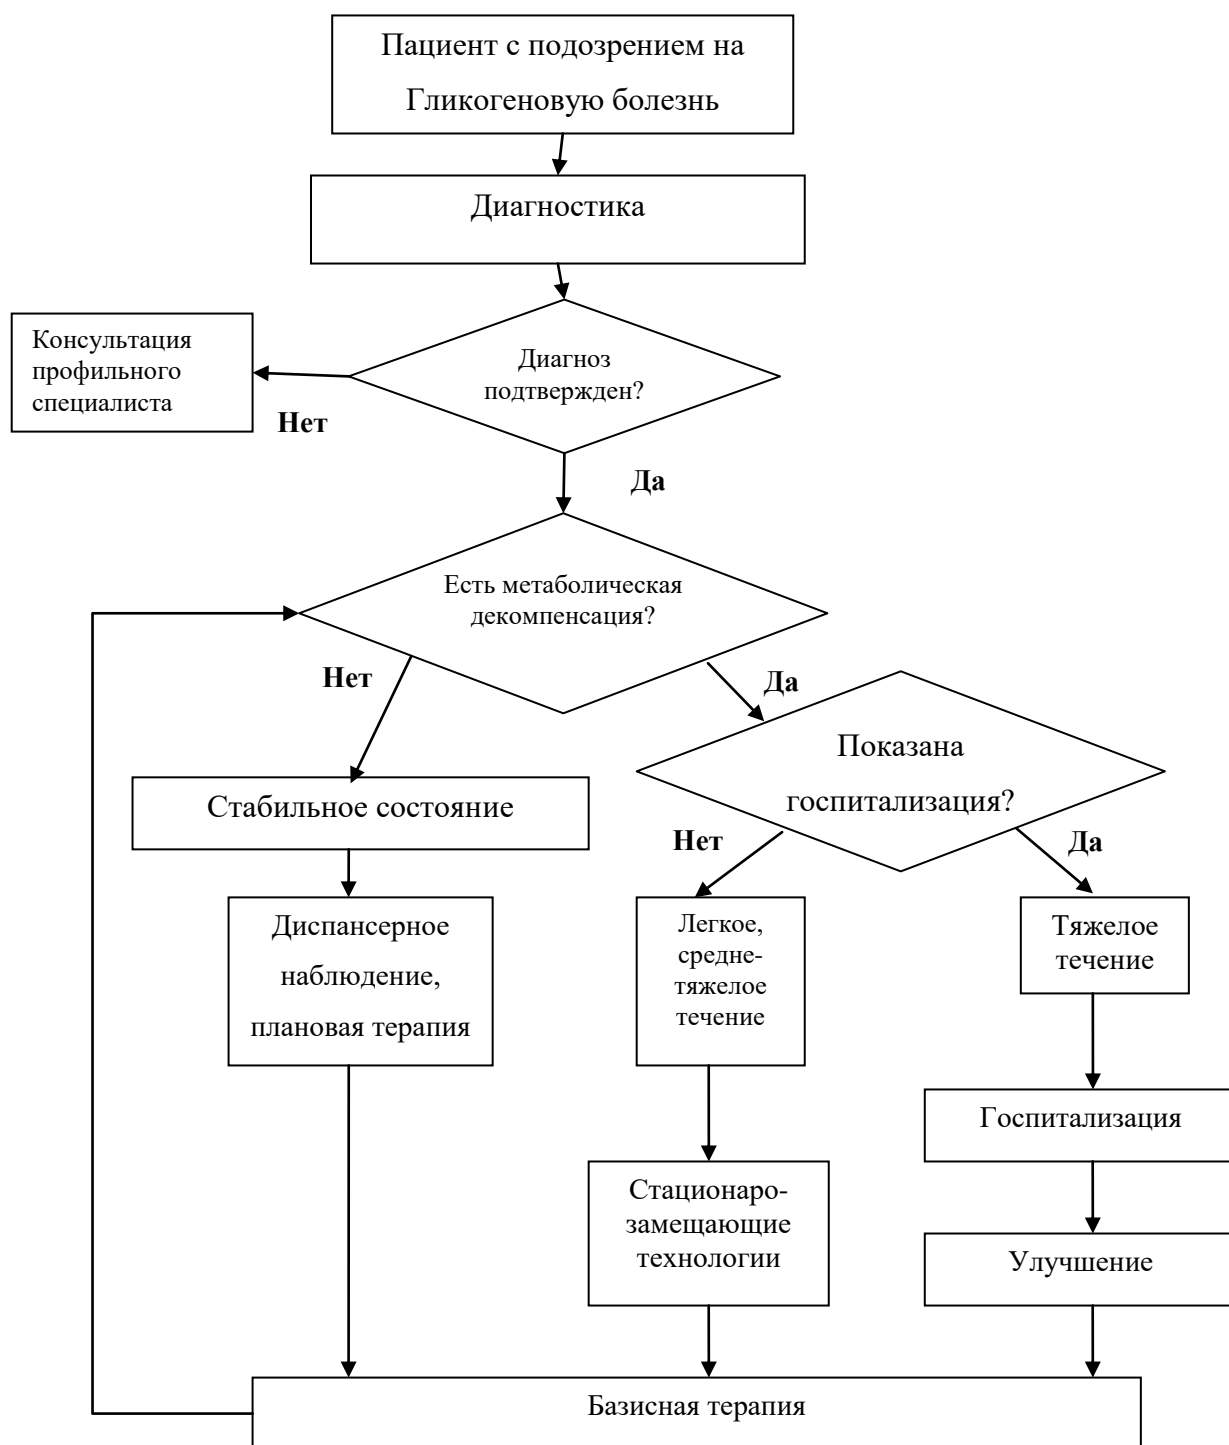 Пациент с подозрением на
Гликогеновую болезнь
Диагностика
Консультация
профильного
специалиста
Диагноз
подтвержден?
Нет
Да
Есть метаболическая
декомпенсация?
Нет
Да
Стабильное состояние
Показана
госпитализация?
Нет
Да
Диспансерное
наблюдение,
плановая терапия
Легкое,
средне-
тяжелое
течение
Тяжелое
течение
Госпитализация
Стационаро-
замещающие
технологии
Улучшение
Базисная терапия